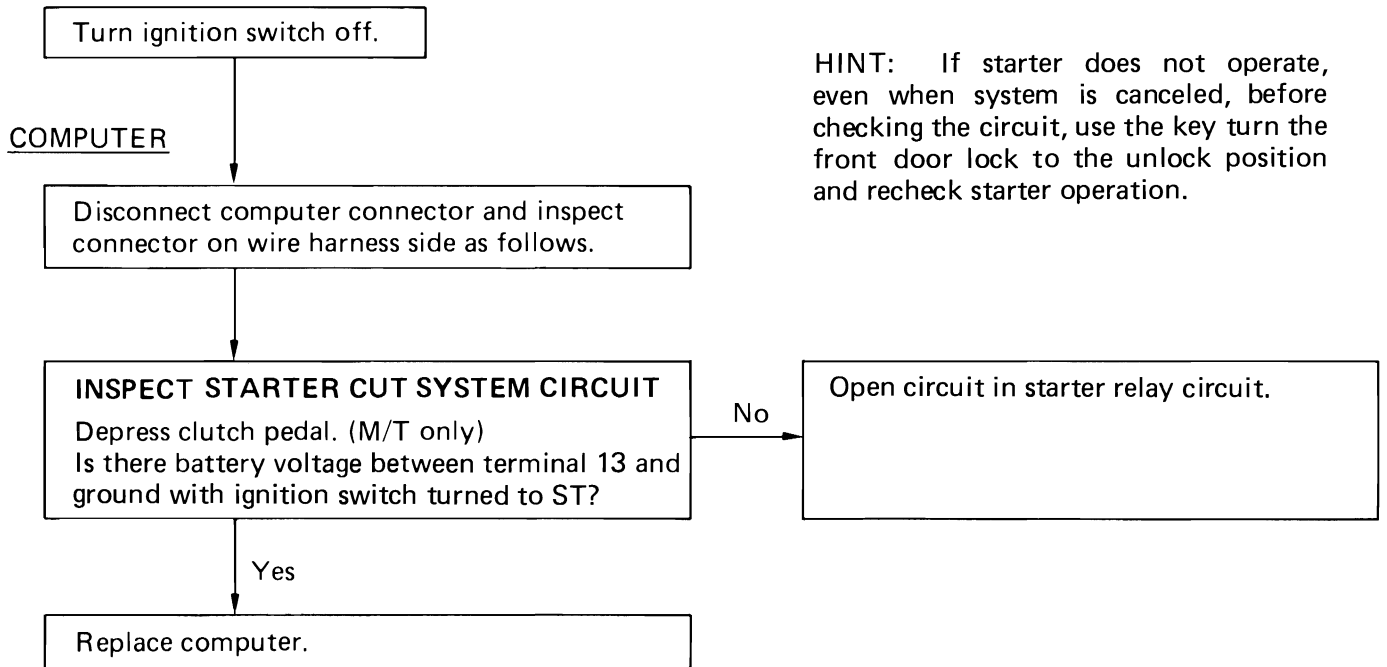 Turn ignition switch off.
HINT: If starter does not operate,
even when system is canceled, before
checking the circuit, use the key turn the
front door lock to the unlock position
and recheck starter operation.
COMPUTER
Disconnect computer connector and inspect
connector on wire harness side as follows.
INSPECT STARTER CUT SYSTEM CIRCUIT
Depress clutch pedal. (M/T only)
Is there battery voltage between terminal 13 and
ground with ignition switch turned to ST?
No
Open circuit in starter relay circuit.
Yes
Replace computer.